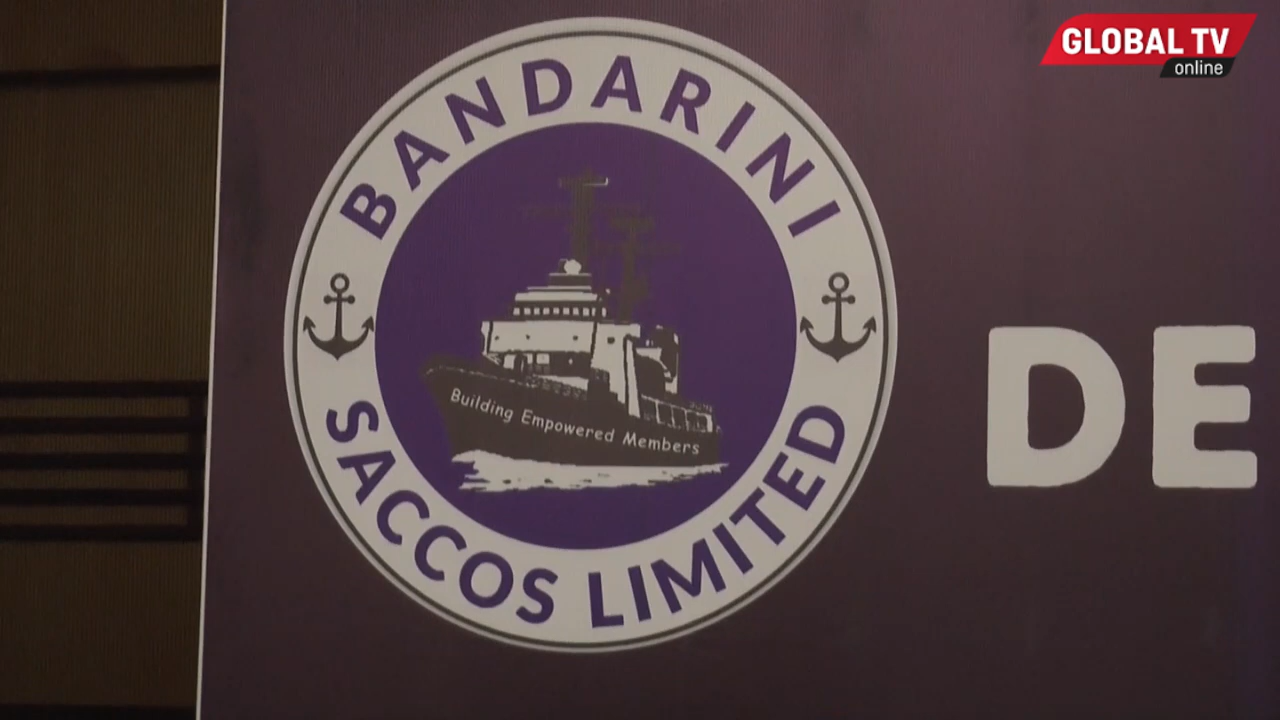 GLOBAL TV
online
BANDARINI
Building Empowered Members
SACCOS LIMITED
DE